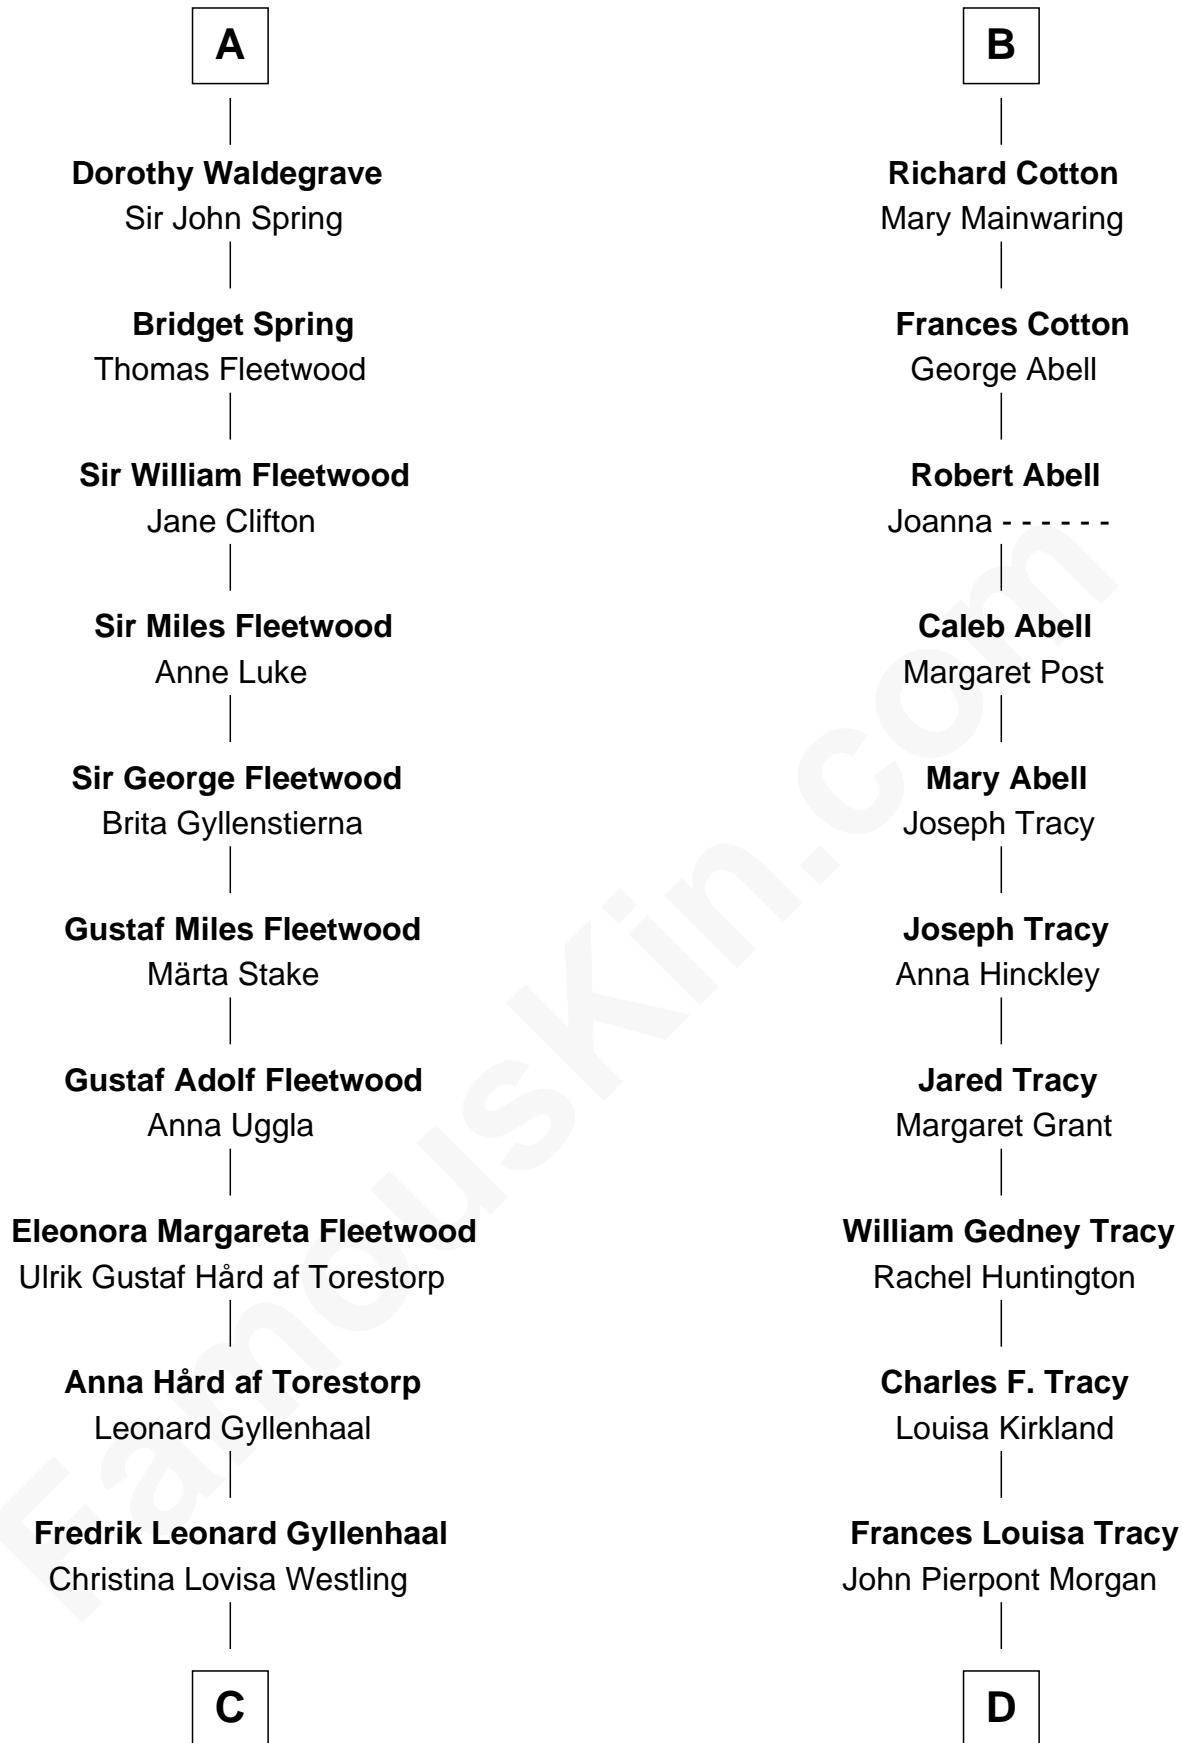 A
Dorothy Waldegrave
Sir John Spring
Bridget Spring
Thomas Fleetwood
Sir William Fleetwood
Jane Clifton
Sir Miles Fleetwood
Anne Luke
Sir George Fleetwood
Brita Gyllenstierna
Gustaf Miles Fleetwood
Märta Stake
Gustaf Adolf Fleetwood
Anna Uggla
Eleonora Margareta Fleetwood
Ulrik Gustaf Hård af Torestorp
Anna Hård af Torestorp
Leonard Gyllenhaal
Fredrik Leonard Gyllenhaal
Christina Lovisa Westling
C
B
Richard Cotton
Mary Mainwaring
Frances Cotton
George Abell
Robert Abell
Joanna - - - - - -
Caleb Abell
Margaret Post
Mary Abell
Joseph Tracy
Joseph Tracy
Anna Hinckley
Jared Tracy
Margaret Grant
William Gedney Tracy
Rachel Huntington
Charles F. Tracy
Louisa Kirkland
Frances Louisa Tracy
John Pierpont Morgan
D
FamousKin.com